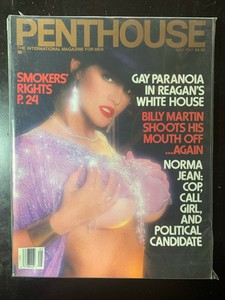 PENTHOUSE
THE INTERNATIONAL MAGAZINE FOR MEN
SMOKERS'
RIGHTS
P. 24
GAY PARANOIA
IN REAGAN'S
WHITE HOUSE
BILLY MARTIN
SHOOTS HIS
MOUTH OFF
...AGAIN
NORMA
JEAN:
COP,
CALL
GIRL,
AND
POLITICAL
CANDIDATE